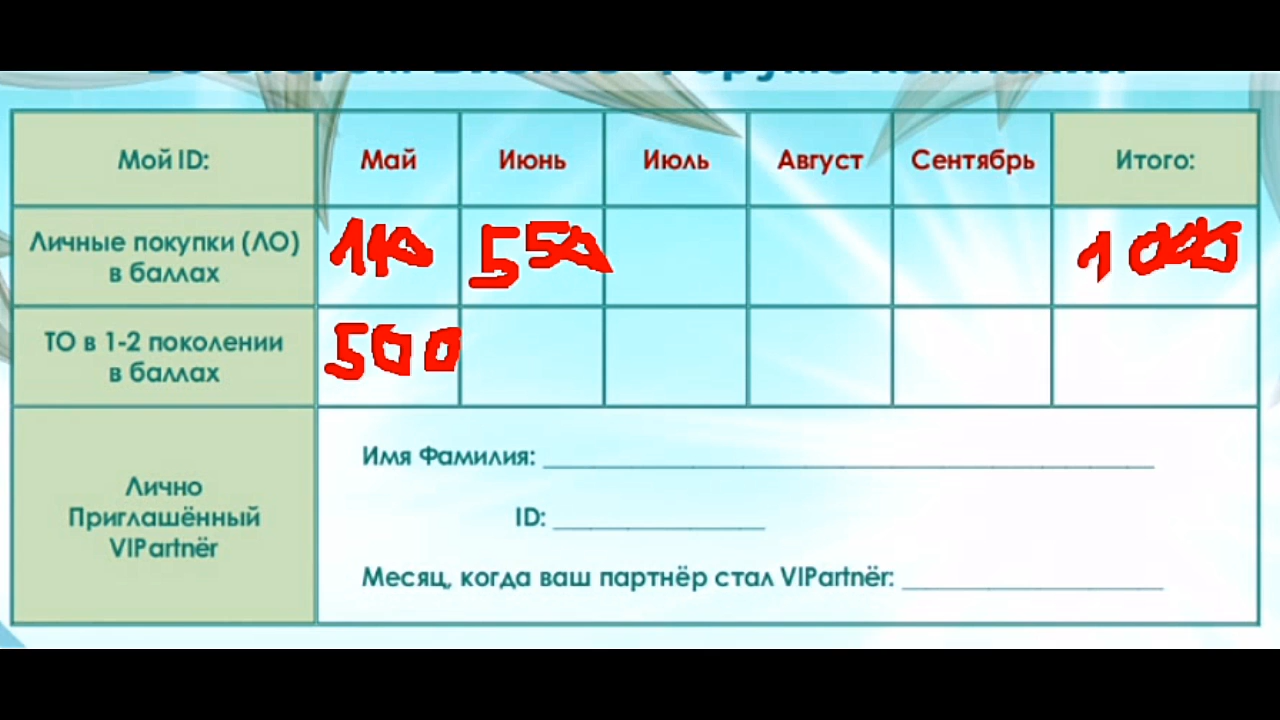 Мой ID: Май Июнь Июль Август Сентябрь Итого:
Личные покупки (ЛО)
в баллах
ТО в 1-2 поколении
в баллах
500
Имя Фамилия:
Лично
Приглашённый
VIPartnёr
ID:
Месяц, когда ваш партнёр стал VIPartnёr: